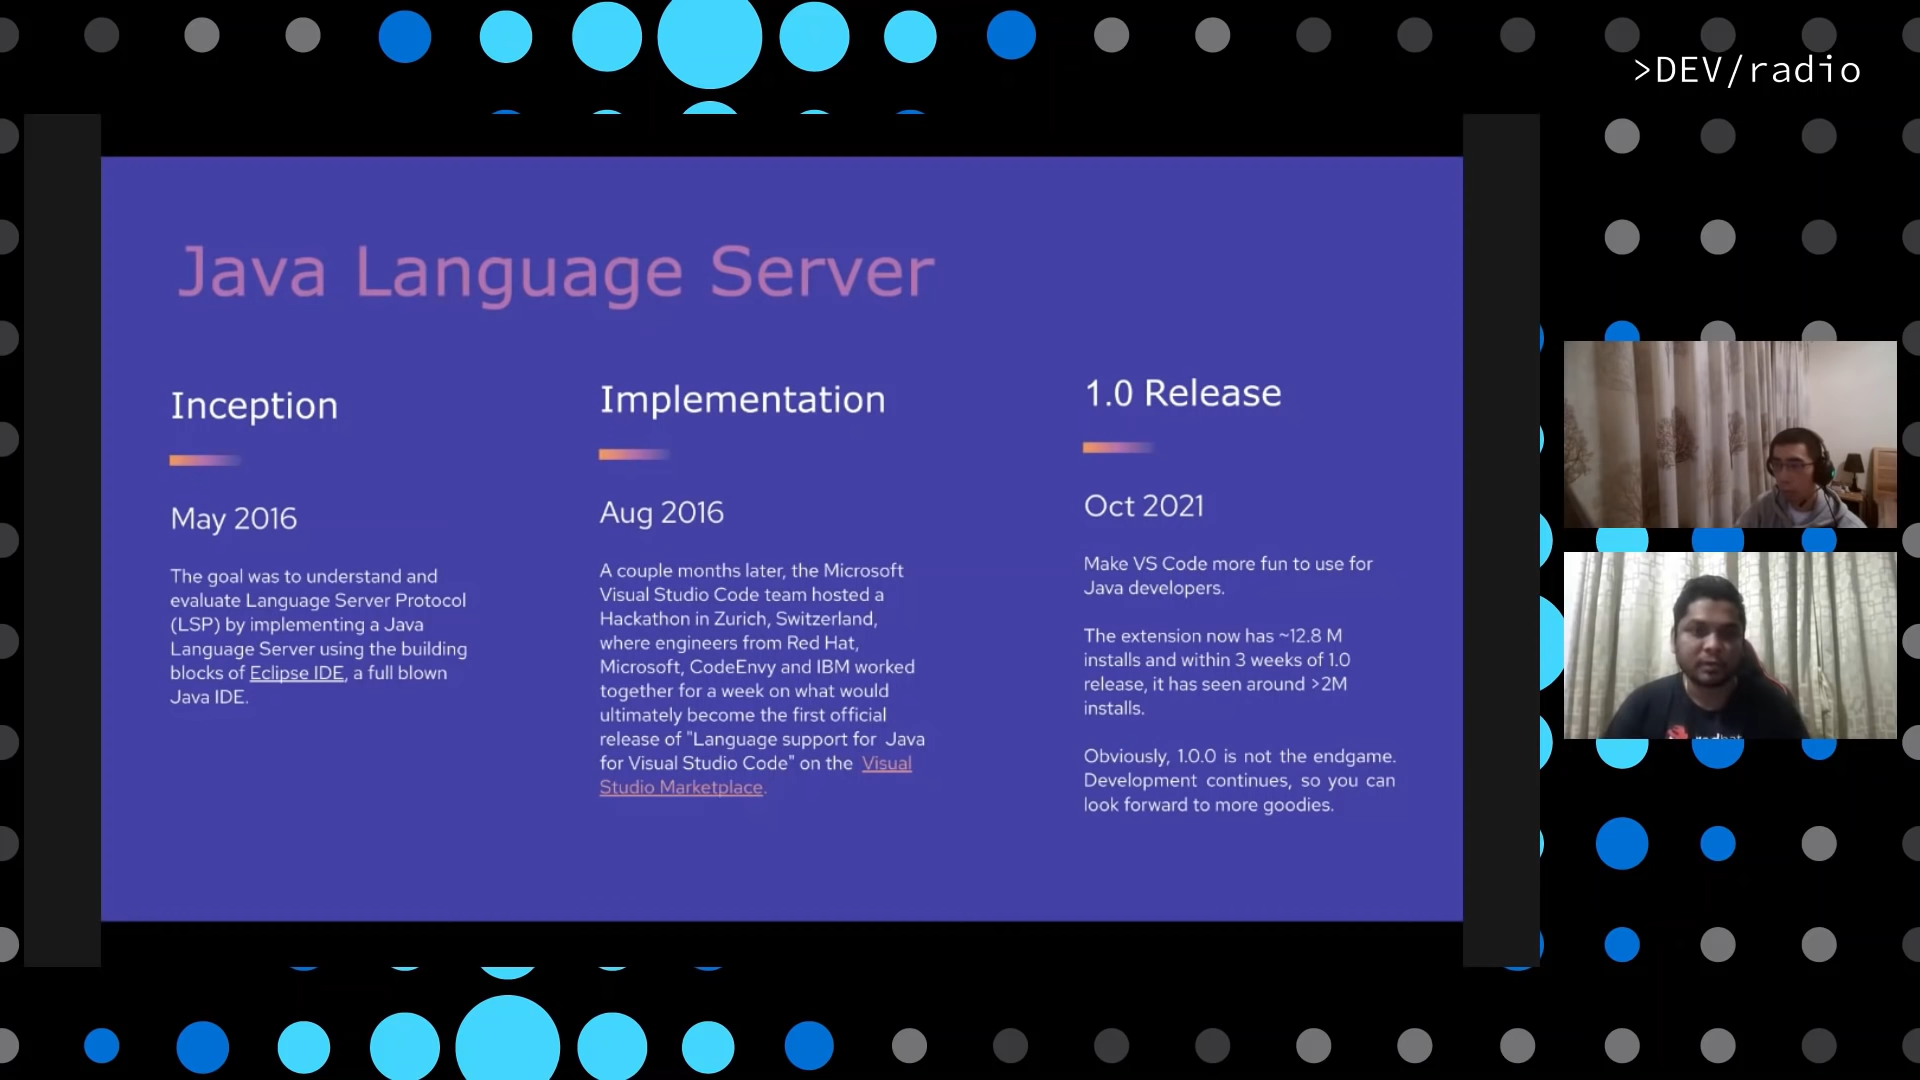 >DEV/radio
Java Language Server
Inception
May 2016
The goal was to understand and
evaluate Language Server Protocol
(LSP) by implementing a Java
Language Server using the building
blocks of Eclipse IDE, a full blown
Java IDE.
Implementation
Aug 2016
A couple months later, the Microsoft
Visual Studio Code team hosted a
Hackathon in Zurich, Switzerland,
where engineers from Red Hat,
Microsoft, CodeEnvy and IBM worked
together for a week on what would
ultimately become the first official
release of "Language support for Java
for Visual Studio Code" on the Visual
Studio Marketplace.
1.0 Release
Oct 2021
Make VS Code more fun to use for
Java developers.
The extension now has ~12.8 M
installs and within 3 weeks of 1.0
release, it has seen around >2M
installs.
Obviously, 1.0.0 is not the endgame.
Development continues, so you can
look forward to more goodies.